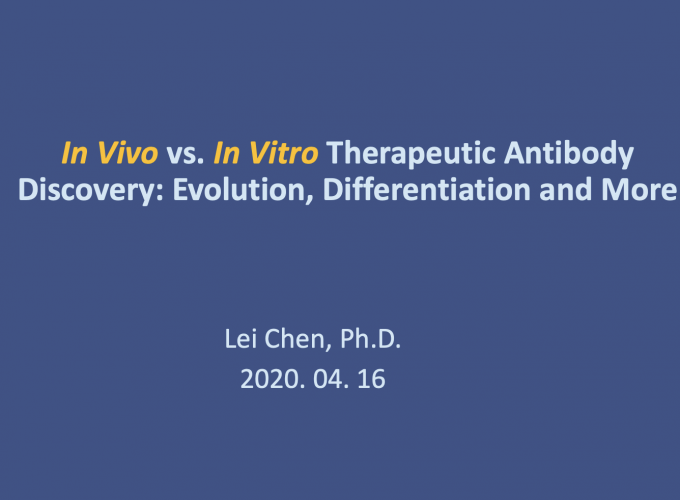 In Vivo vs. In Vitro Therapeutic Antibody
Discovery: Evolution, Differentiation and More
Lei Chen, Ph.D.
2020. 04. 16